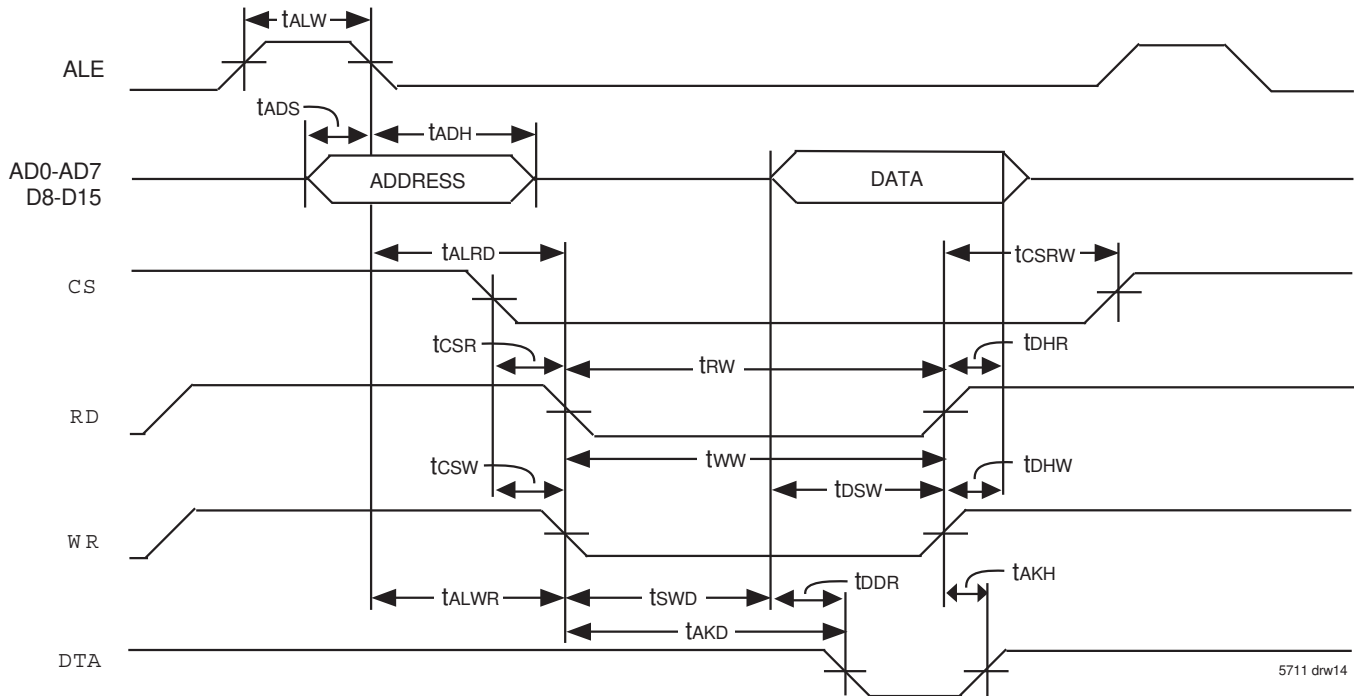 tALW
ALE
tADS
tADH
AD0-AD7
D8-D15
ADDRESS
DATA
tALRD
tCSRW
CS
tCSR
tRW
tDHR
RD
tCSW
tWW
tDHW
tDSW
WR
tDDR
tAKH
tALWR
tSWD
tAKD
DTA
5711 drw14